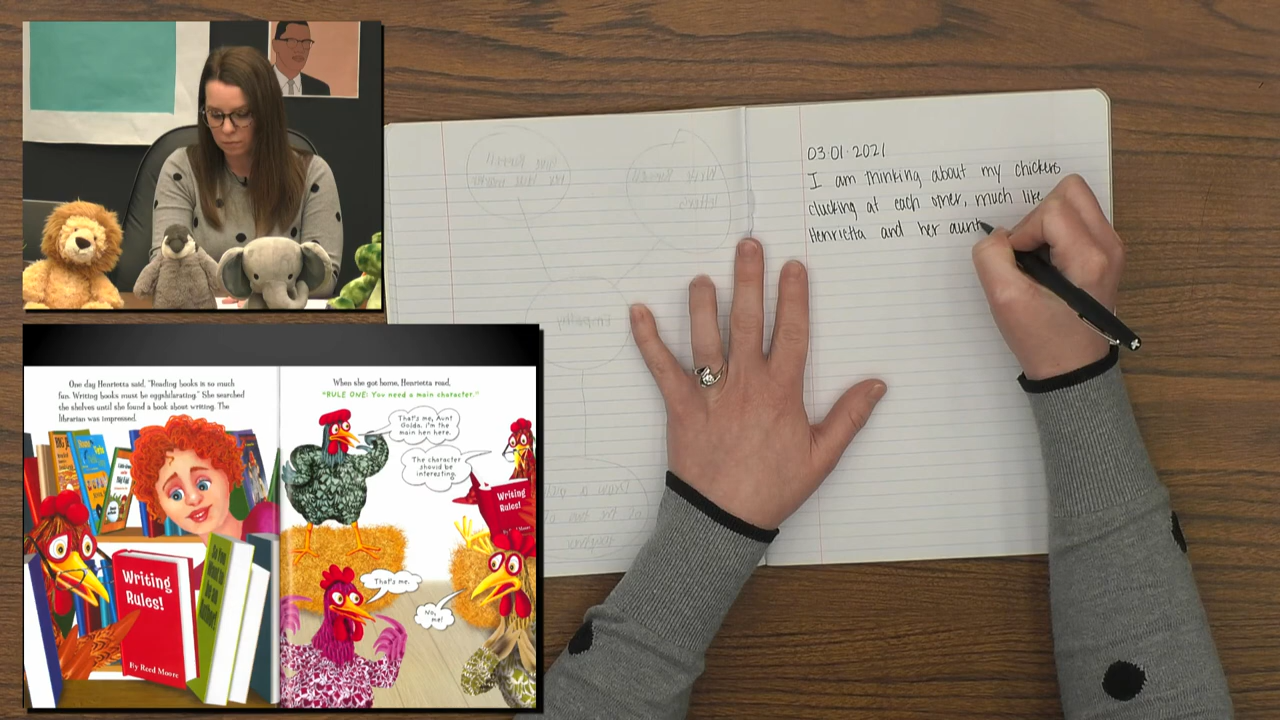 03.01.2021
I am thinking about my chickens
clucking at each other, much like
Henrietta and her aunt
Empathy
One day Henrietta said, "Reading books is so much
fun. Writing books must be eggshilarating." She searched
the shelves until she found a book about writing. The
librarian was impressed.
Writing
Rules!
By Reed Moore
When she got home, Henrietta read,
"RULE ONE: You need a main character."
That's me, Aunt
Golda. I'm the
main hen here.
The character
should be
interesting.
Writing
Rules!
That's me.
No,
me!